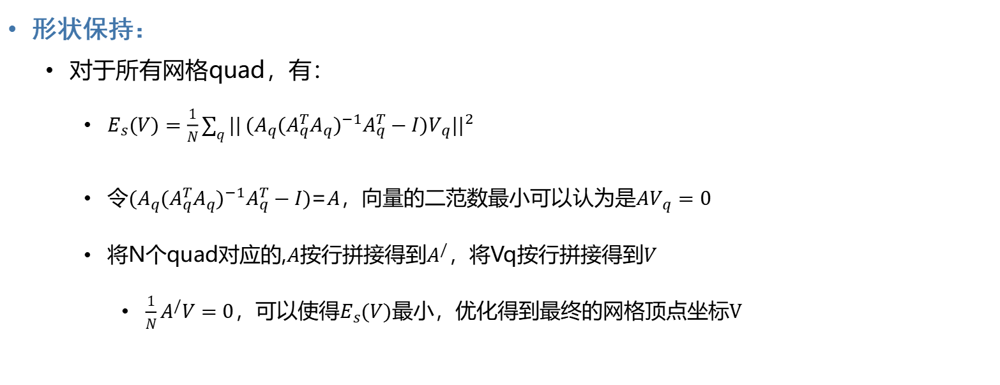 • 形状保持：
• 对于所有网格quad，有：
• $E_s(V) = \frac{1}{N}\sum_q || (A_q(A_q^T A_q)^{-1}A_q^T - I)V_q||^2$
• 令$(A_q(A_q^T A_q)^{-1}A_q^T - I)$=$A$，向量的二范数最小可以认为是$AV_q = 0$
• 将N个quad对应的,$A$按行拼接得到$A^/$，将Vq按行拼接得到$V$
• $\frac{1}{N}A^/V = 0$，可以使得$E_s(V)$最小，优化得到最终的网格顶点坐标V